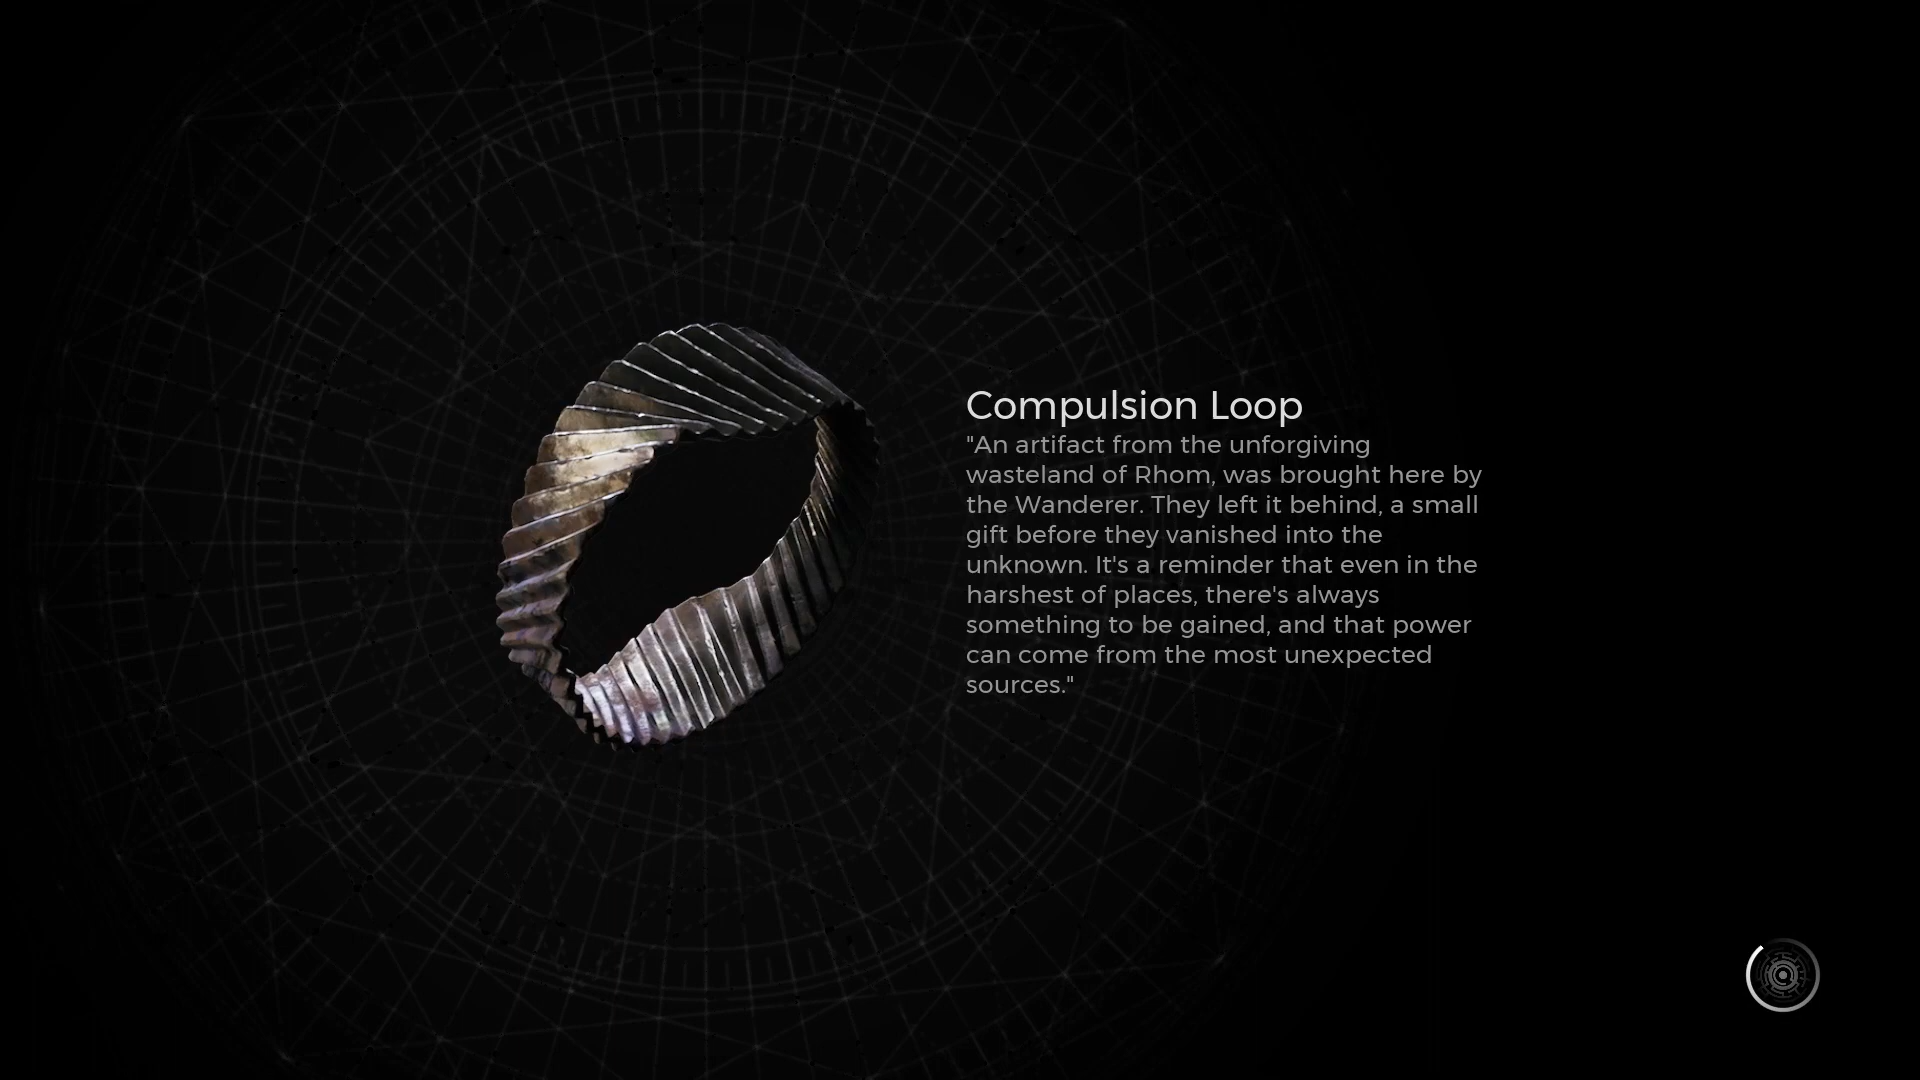 Compulsion Loop
"An artifact from the unforgiving
wasteland of Rhom, was brought here by
the Wanderer. They left it behind, a small
gift before they vanished into the
unknown. It's a reminder that even in the
harshest of places, there's always
something to be gained, and that power
can come from the most unexpected
sources."